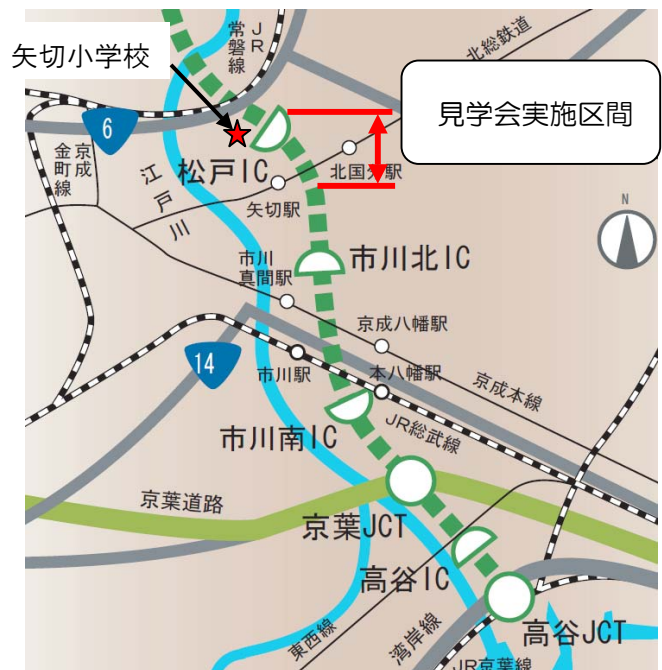 JR
常磐線
北総鉄道
矢切小学校
見学会実施区間
6
京成
金町線
松戸IC
北国分駅
江戸川
矢切駅
N
市川
真間駅
市川北IC
京成八幡駅
14
市川駅
本八幡駅
京成本線
市川南IC
JR総武線
京葉道路
京葉JCT
高谷IC
東西線
湾岸線
高谷JCT
JR京葉線